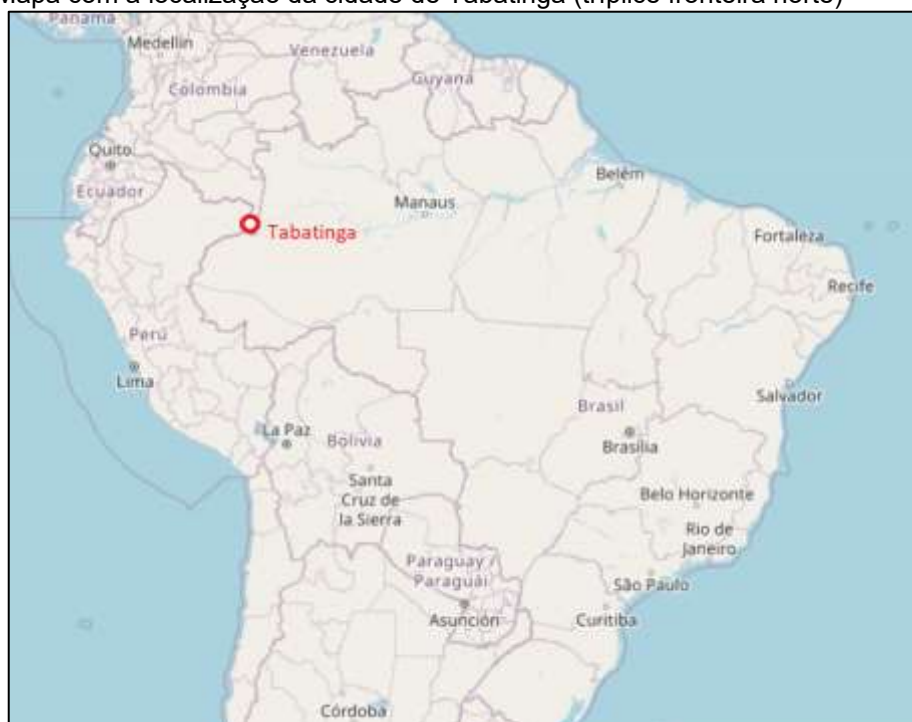 Mapa com a localização da cidade de Tabatinga (tríplice fronteira norte)
Panamá
Medellín
Venezuela
Guyana
Colombia
Quito
Ecuador
Belém
Manaus
Tabatinga
Fortaleza
Recife
Perú
Lima
Salvador
Brasil
La Paz
Brasília
Bolivia
Santa
Cruz de
la Sierra
Belo Horizonte
Rio de
Janeiro
Paraguay /
Paraguái
São Paulo
Asunción
Curitiba
Córdoba